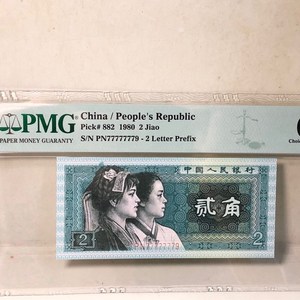 PMG
PAPER MONEY GUARANTY
China / People's Republic
Pick# 882 1980 2 Jiao
S/N PN77777779 - 2 Letter Prefix
中国人民银行
贰角
PN77777779
2
2